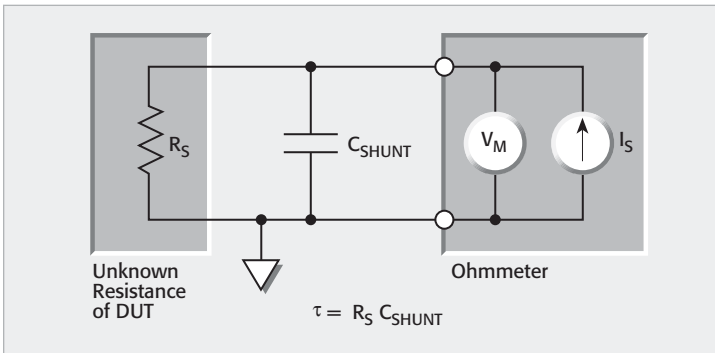 R_S
C_SHUNT
V_M
I_S
Unknown
Resistance
of DUT
Ohmmeter
τ = R_S C_SHUNT